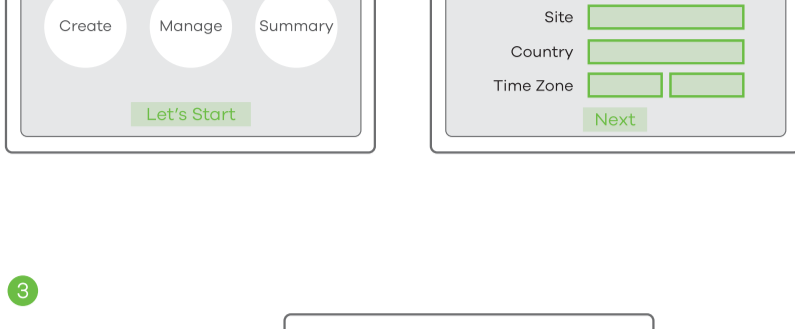 Create Manage Summary
Let's Start
Site
Country
Time Zone
Next
3